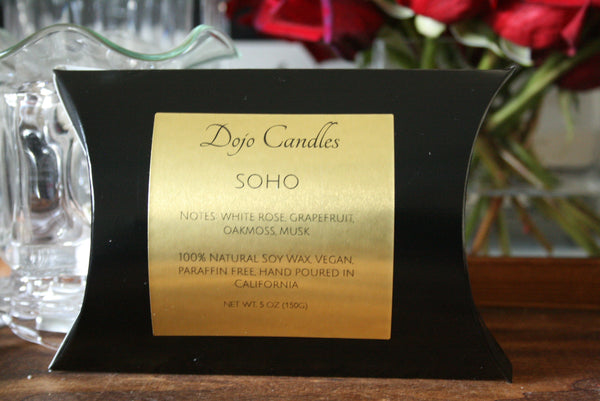 Dojo Candles
SOHO
Notes: White Rose, Grapefruit,
Oakmoss, Musk
100% Natural Soy Wax. Vegan,
Paraffin Free, Hand Poured in
California
Net Wt. 5 oz (150g)